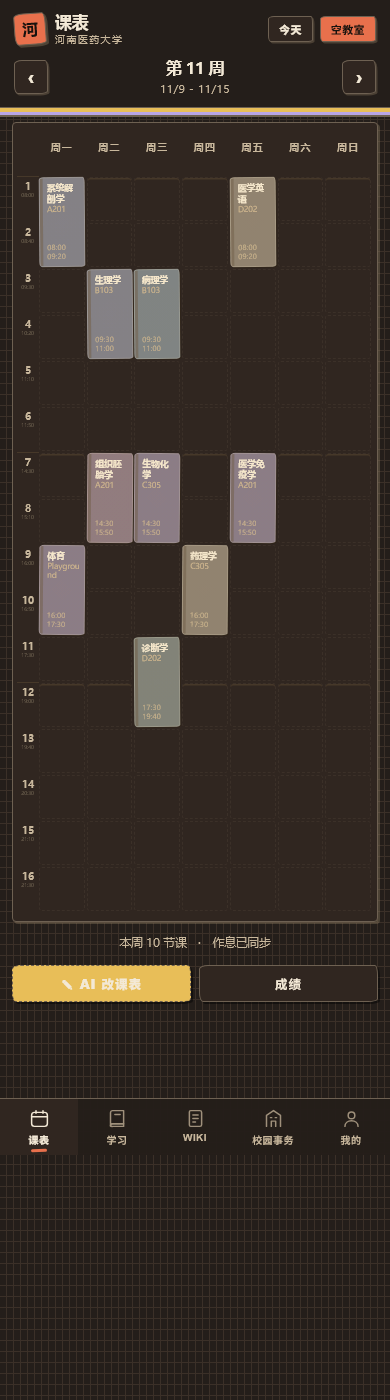 河
课表
河南医药大学
今天
空教室
‹
第 11 周
11/9 - 11/15
›
周一
周二
周三
周四
周五
周六
周日
1
2
3
4
5
6
7
8
9
10
11
12
13
14
15
16
系统解
剖学
A201
08:00
09:20
医学英
语
D202
08:00
09:20
生理学
B103
09:30
11:00
病理学
B103
09:30
11:00
组织胚
胎学
A201
14:30
15:50
生物化
学
C305
14:30
15:50
医学免
疫学
A201
14:30
15:50
体育
Playgrou
nd
16:00
17:30
药理学
C305
16:00
17:30
诊断学
D202
17:30
19:40
本周 10 节课 · 作息已同步
AI 改课表
成绩
课表
学习
WIKI
校园事务
我的